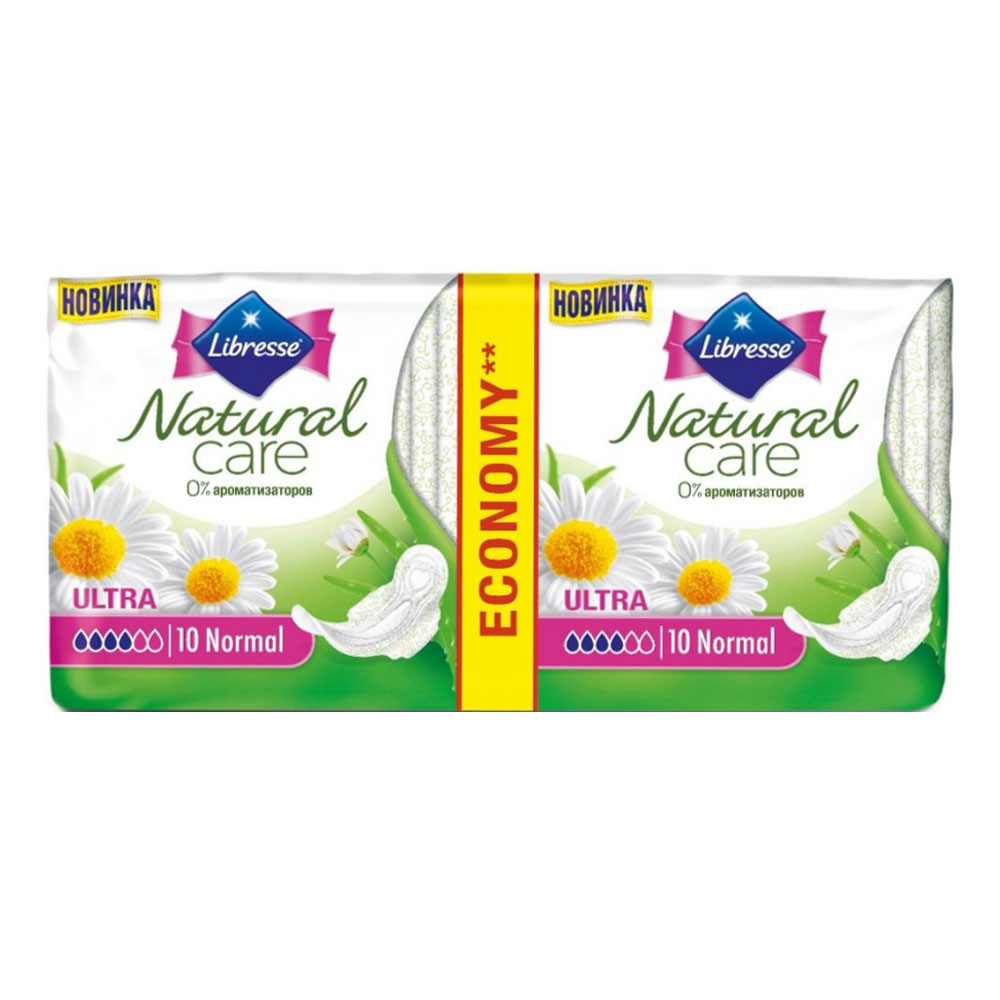 НОВИНКА*
Libresse®
Natural
care
0% ароматизаторов
ULTRA
10 Normal
ECONOMY**
НОВИНКА*
Libresse®
Natural
care
0% ароматизаторов
ULTRA
10 Normal